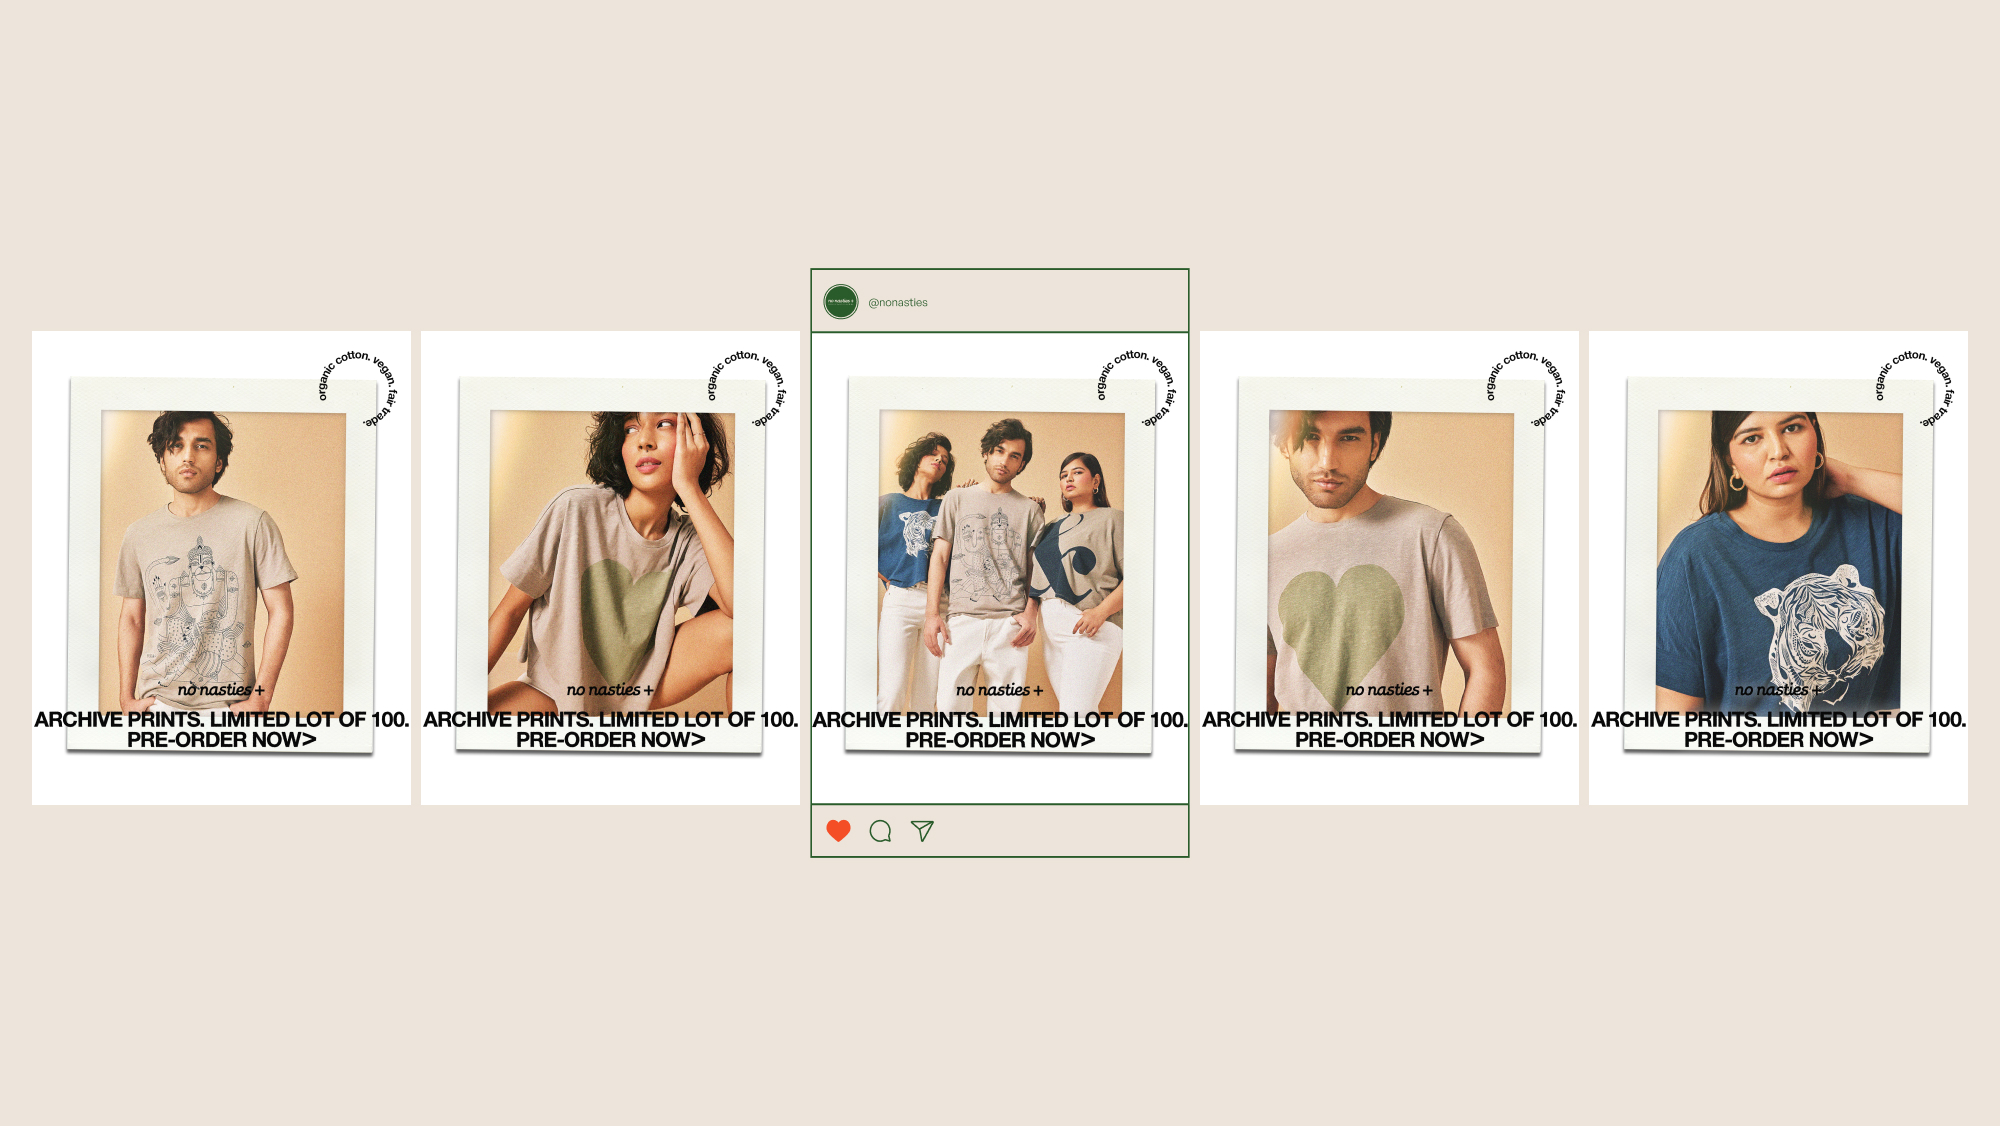 no nasties +
@nonasties
organic cotton. vegan. fair trade.
no nasties +
ARCHIVE PRINTS. LIMITED LOT OF 100.
PRE-ORDER NOW>
organic cotton. vegan. fair trade.
no nasties +
ARCHIVE PRINTS. LIMITED LOT OF 100.
PRE-ORDER NOW>
organic cotton. vegan. fair trade.
&
no nasties +
ARCHIVE PRINTS. LIMITED LOT OF 100.
PRE-ORDER NOW>
organic cotton. vegan. fair trade.
no nasties +
ARCHIVE PRINTS. LIMITED LOT OF 100.
PRE-ORDER NOW>
organic cotton. vegan. fair trade.
no nasties +
ARCHIVE PRINTS. LIMITED LOT OF 100.
PRE-ORDER NOW>